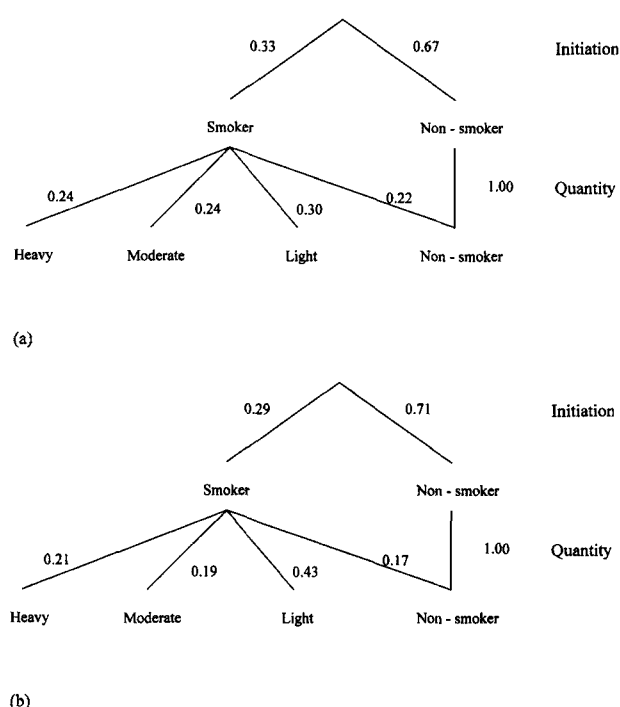 0.33 0.67 Initiation
Smoker Non - smoker
0.24 0.24 0.30 0.22 1.00 Quantity
Heavy Moderate Light Non - smoker
(a)
0.29 0.71 Initiation
Smoker Non - smoker
0.21 0.19 0.43 0.17 1.00 Quantity
Heavy Moderate Light Non - smoker
(b)